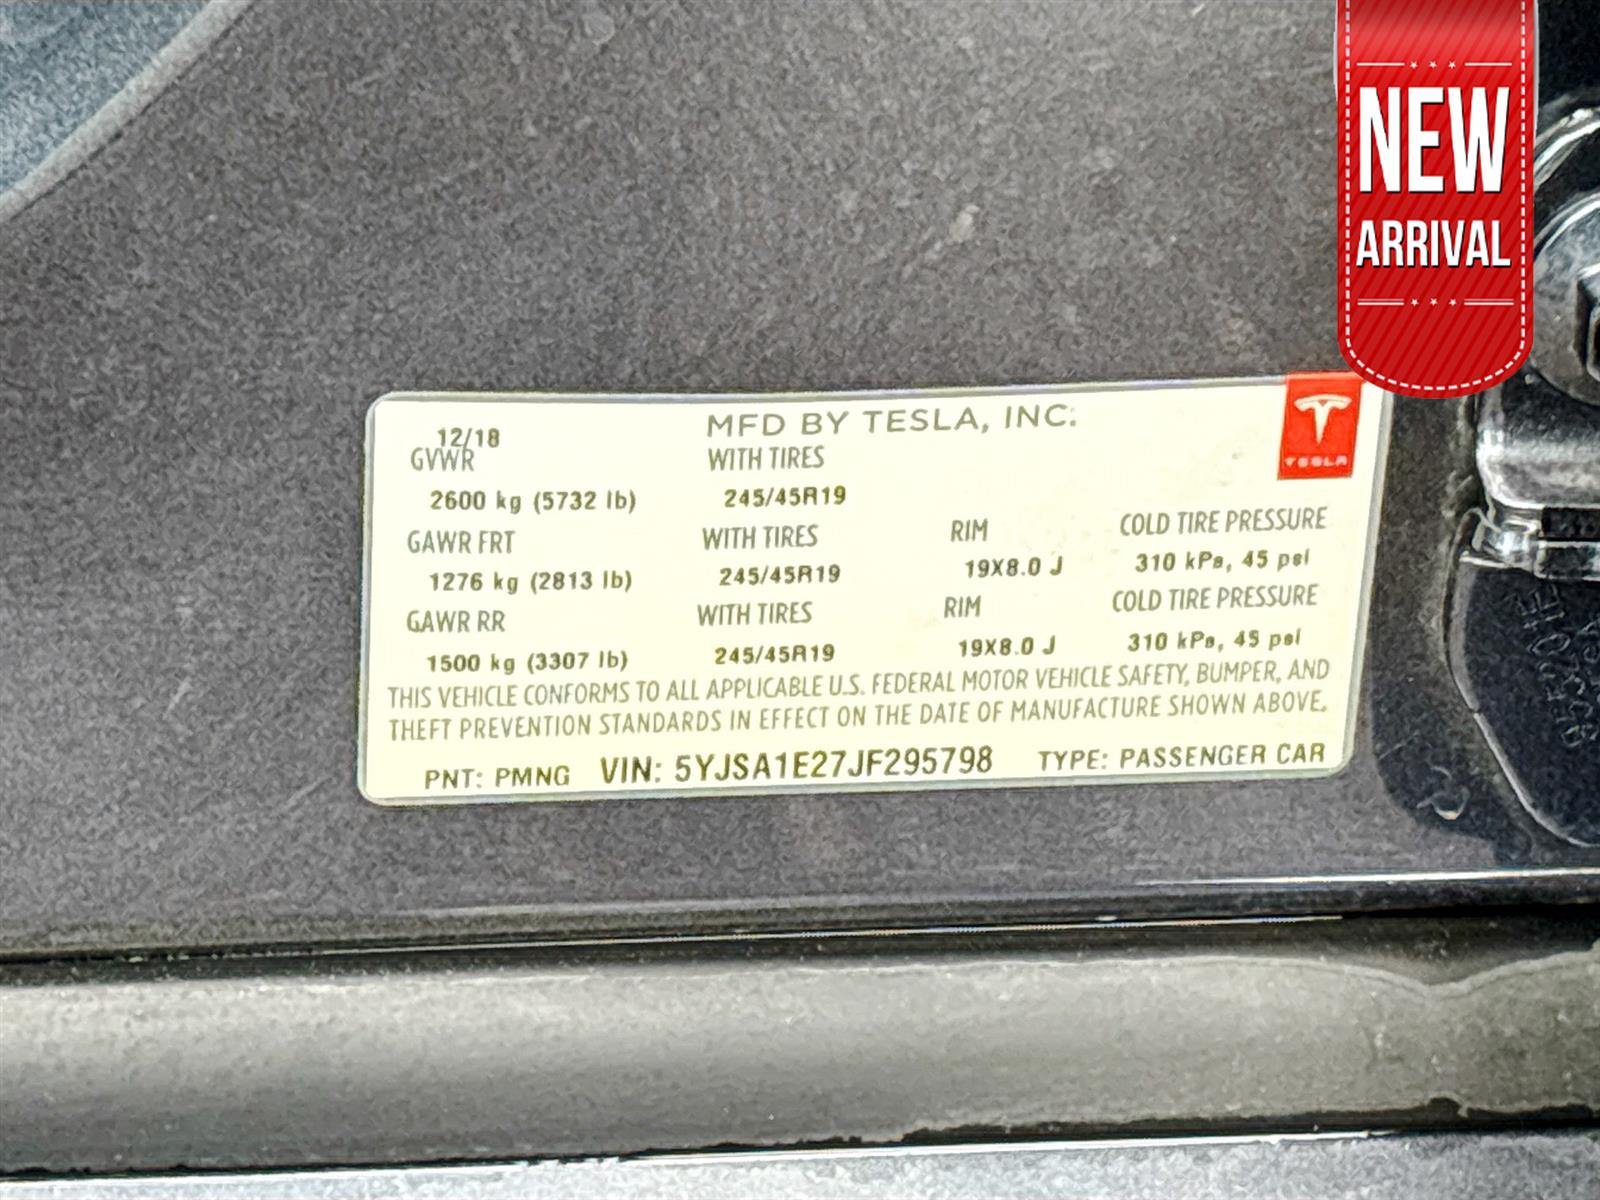 NEW
ARRIVAL
12/18 MFD BY TESLA, INC.
TESLA
GVWR WITH TIRES
2600 kg (5732 lb) 245/45R19
GAWR FRT WITH TIRES RIM COLD TIRE PRESSURE
1276 kg (2813 lb) 245/45R19 19X8.0 J 310 kPa, 45 psi
GAWR RR WITH TIRES RIM COLD TIRE PRESSURE
1500 kg (3307 lb) 245/45R19 19X8.0 J 310 kPa, 45 psi
THIS VEHICLE CONFORMS TO ALL APPLICABLE U.S. FEDERAL MOTOR VEHICLE SAFETY, BUMPER, AND
THEFT PREVENTION STANDARDS IN EFFECT ON THE DATE OF MANUFACTURE SHOWN ABOVE.
PNT: PMNG VIN: 5YJSA1E27JF295798 TYPE: PASSENGER CAR